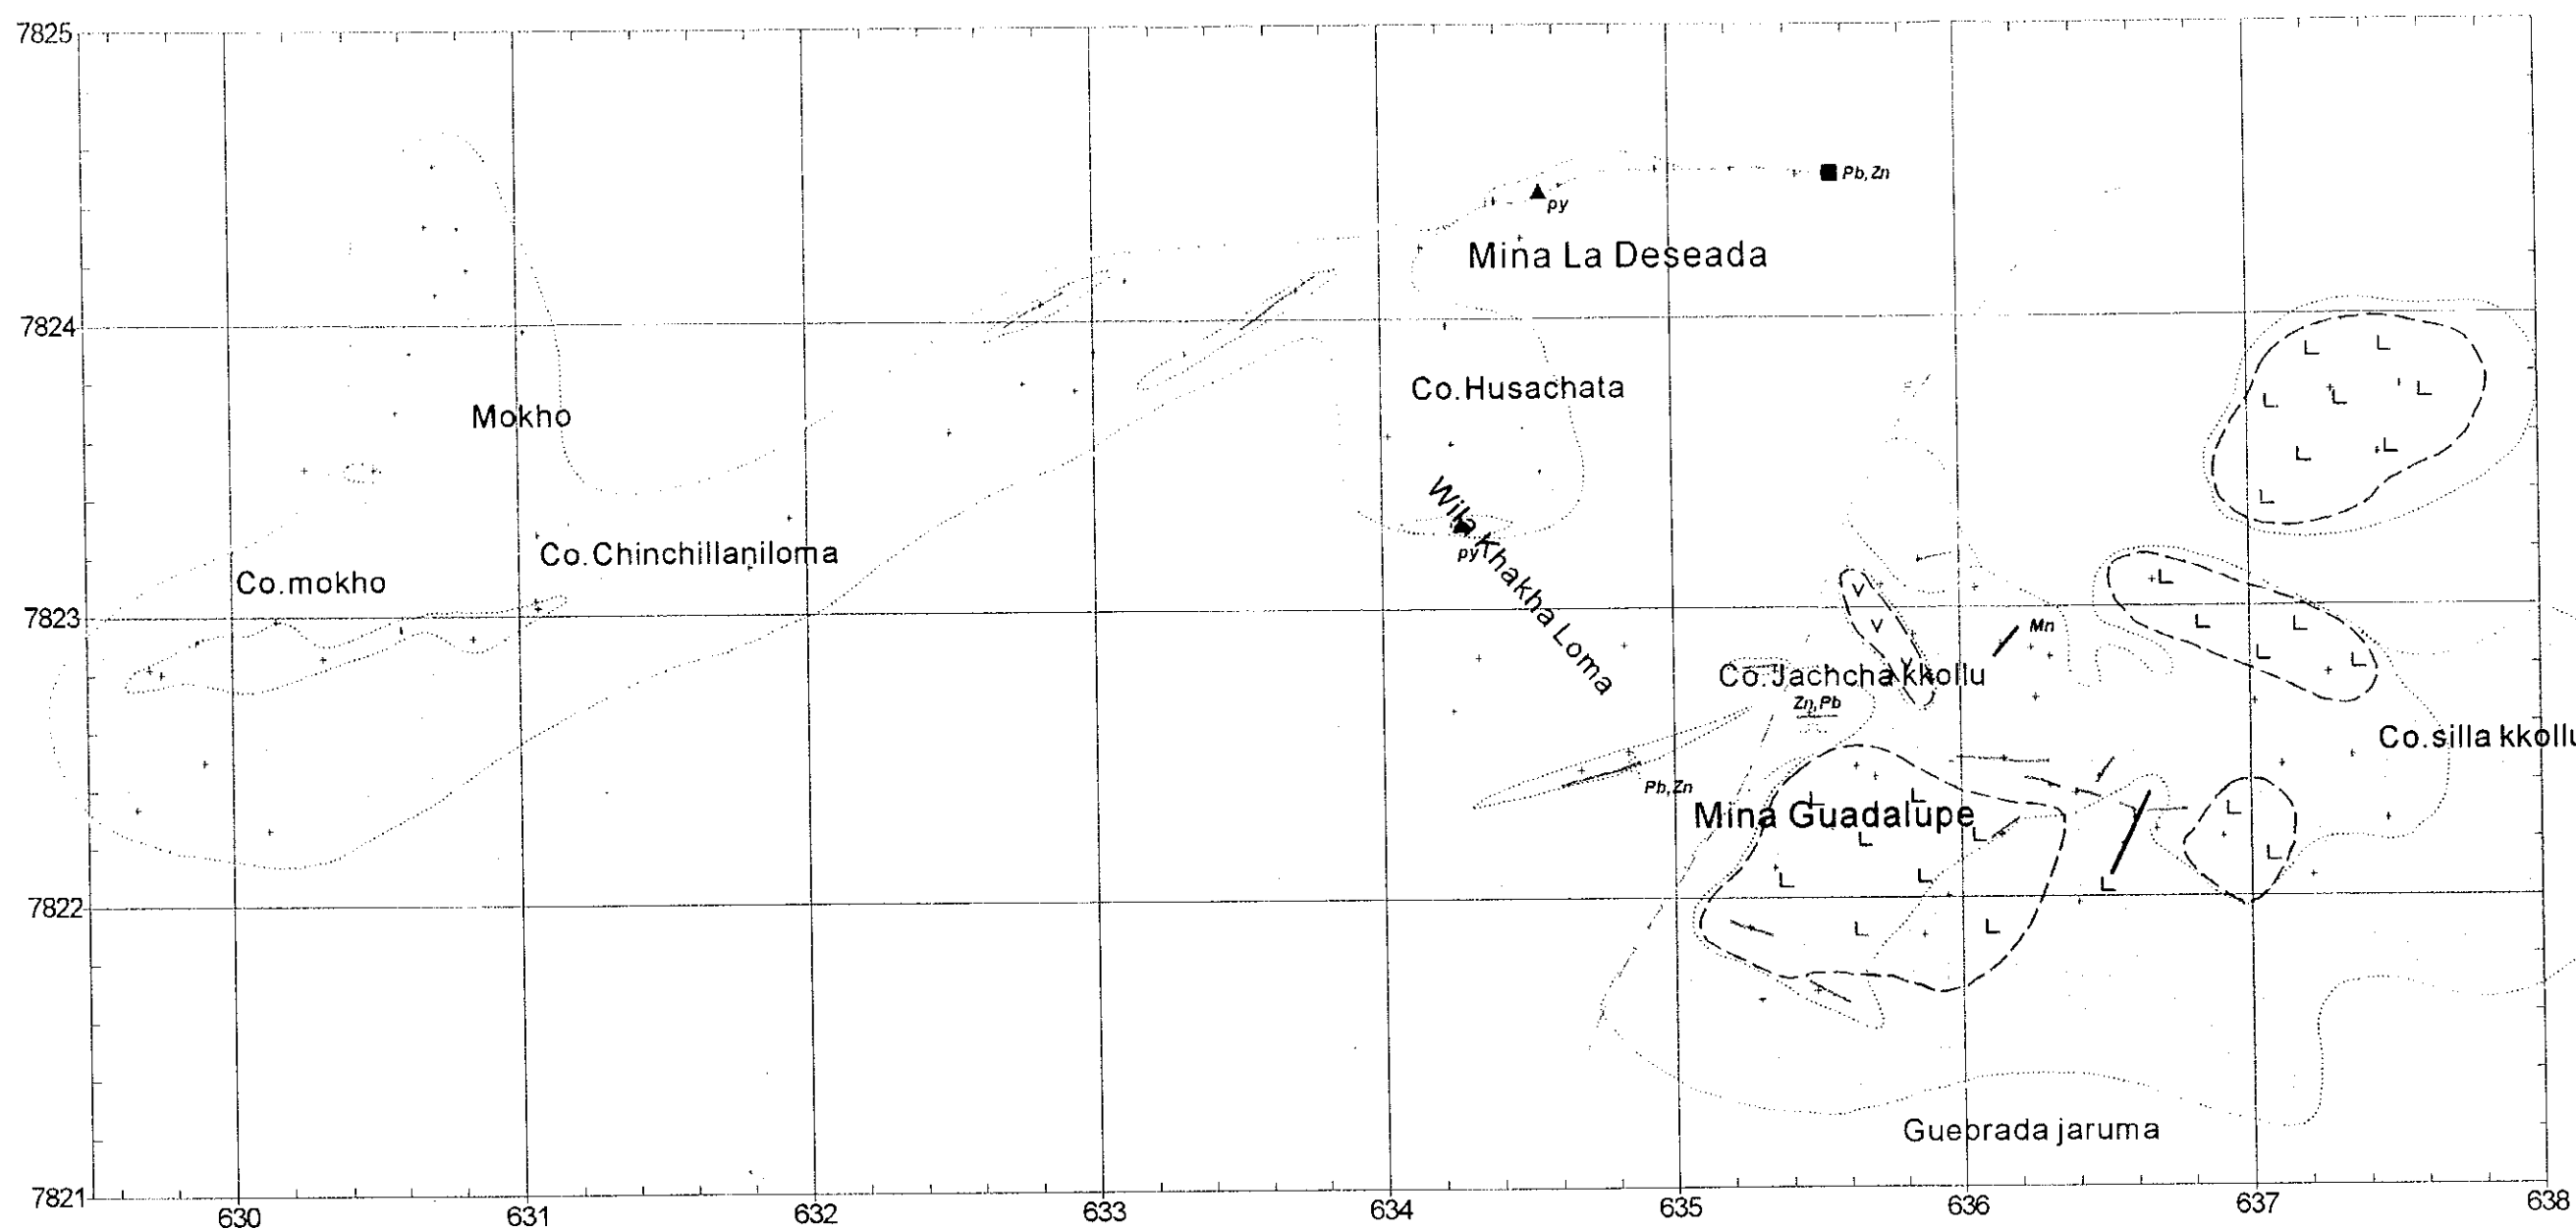 7825
Pb,Zn
py
Mina La Deseada
7824
Co.Husachata
Mokho
Wila Khakha Loma
py
Co.Chinchillaniloma
Co.mokho
7823
Mn
Co.Jachcha kkollu
Zn,Pb
Co.silla kkollu
Pb,Zn
Mina Guadalupe
7822
Guebrada jaruma
7821
630
631
632
633
634
635
636
637
638
L
L
L
L
L
L
L
L
L
L
L
L
L
L
V
V
V
L
L
L
L
L
L
L
L
L
L
L